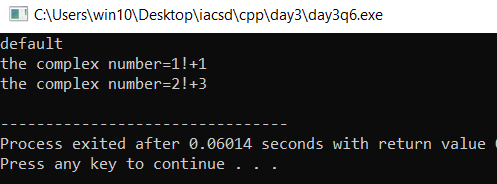 C:\Users\win10\Desktop\iacsd\cpp\day3\day3q6.exe
default
the complex number=1!+1
the complex number=2!+3
--------------------------------
Process exited after 0.06014 seconds with return value
Press any key to continue . . .